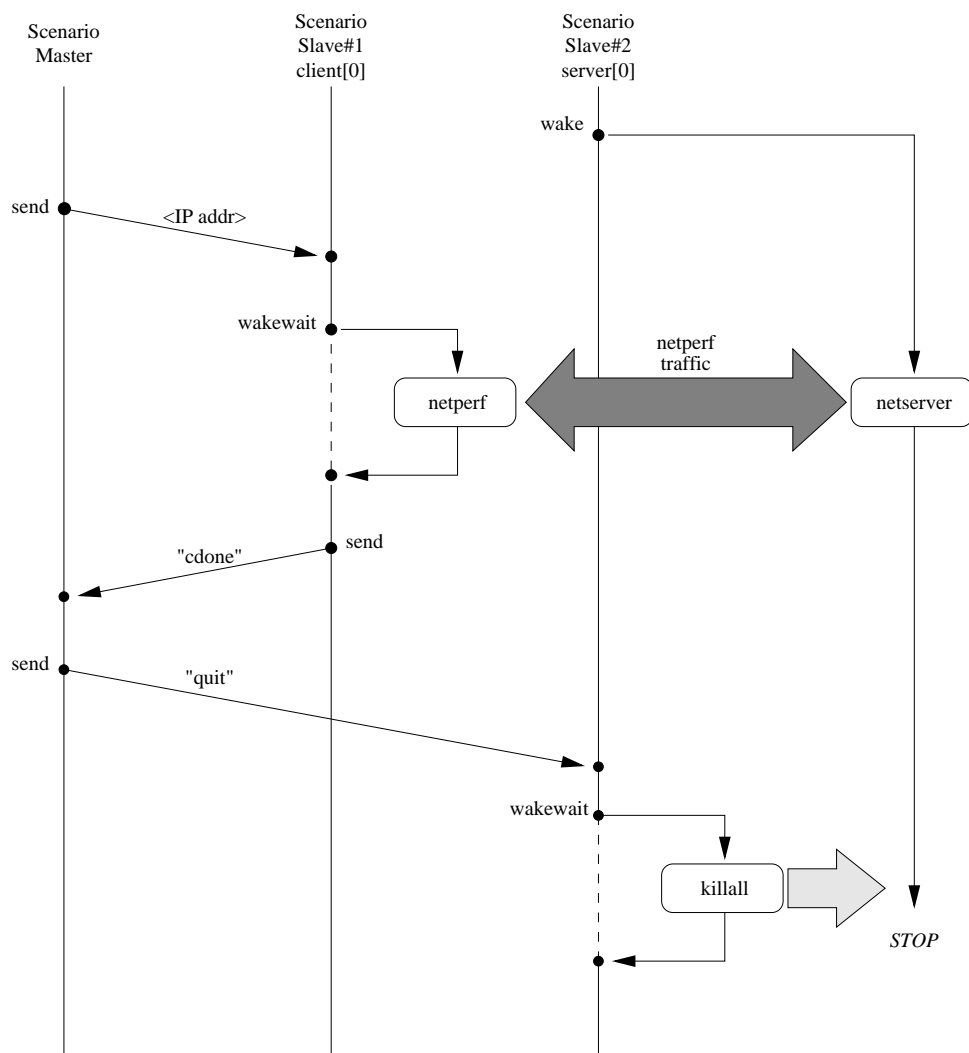 Scenario
Master
Scenario
Slave#1
client[0]
Scenario
Slave#2
server[0]
wake
send
<IP addr>
wakewait
netperf
traffic
netperf
netserver
send
"cdone"
send
"quit"
wakewait
killall
STOP